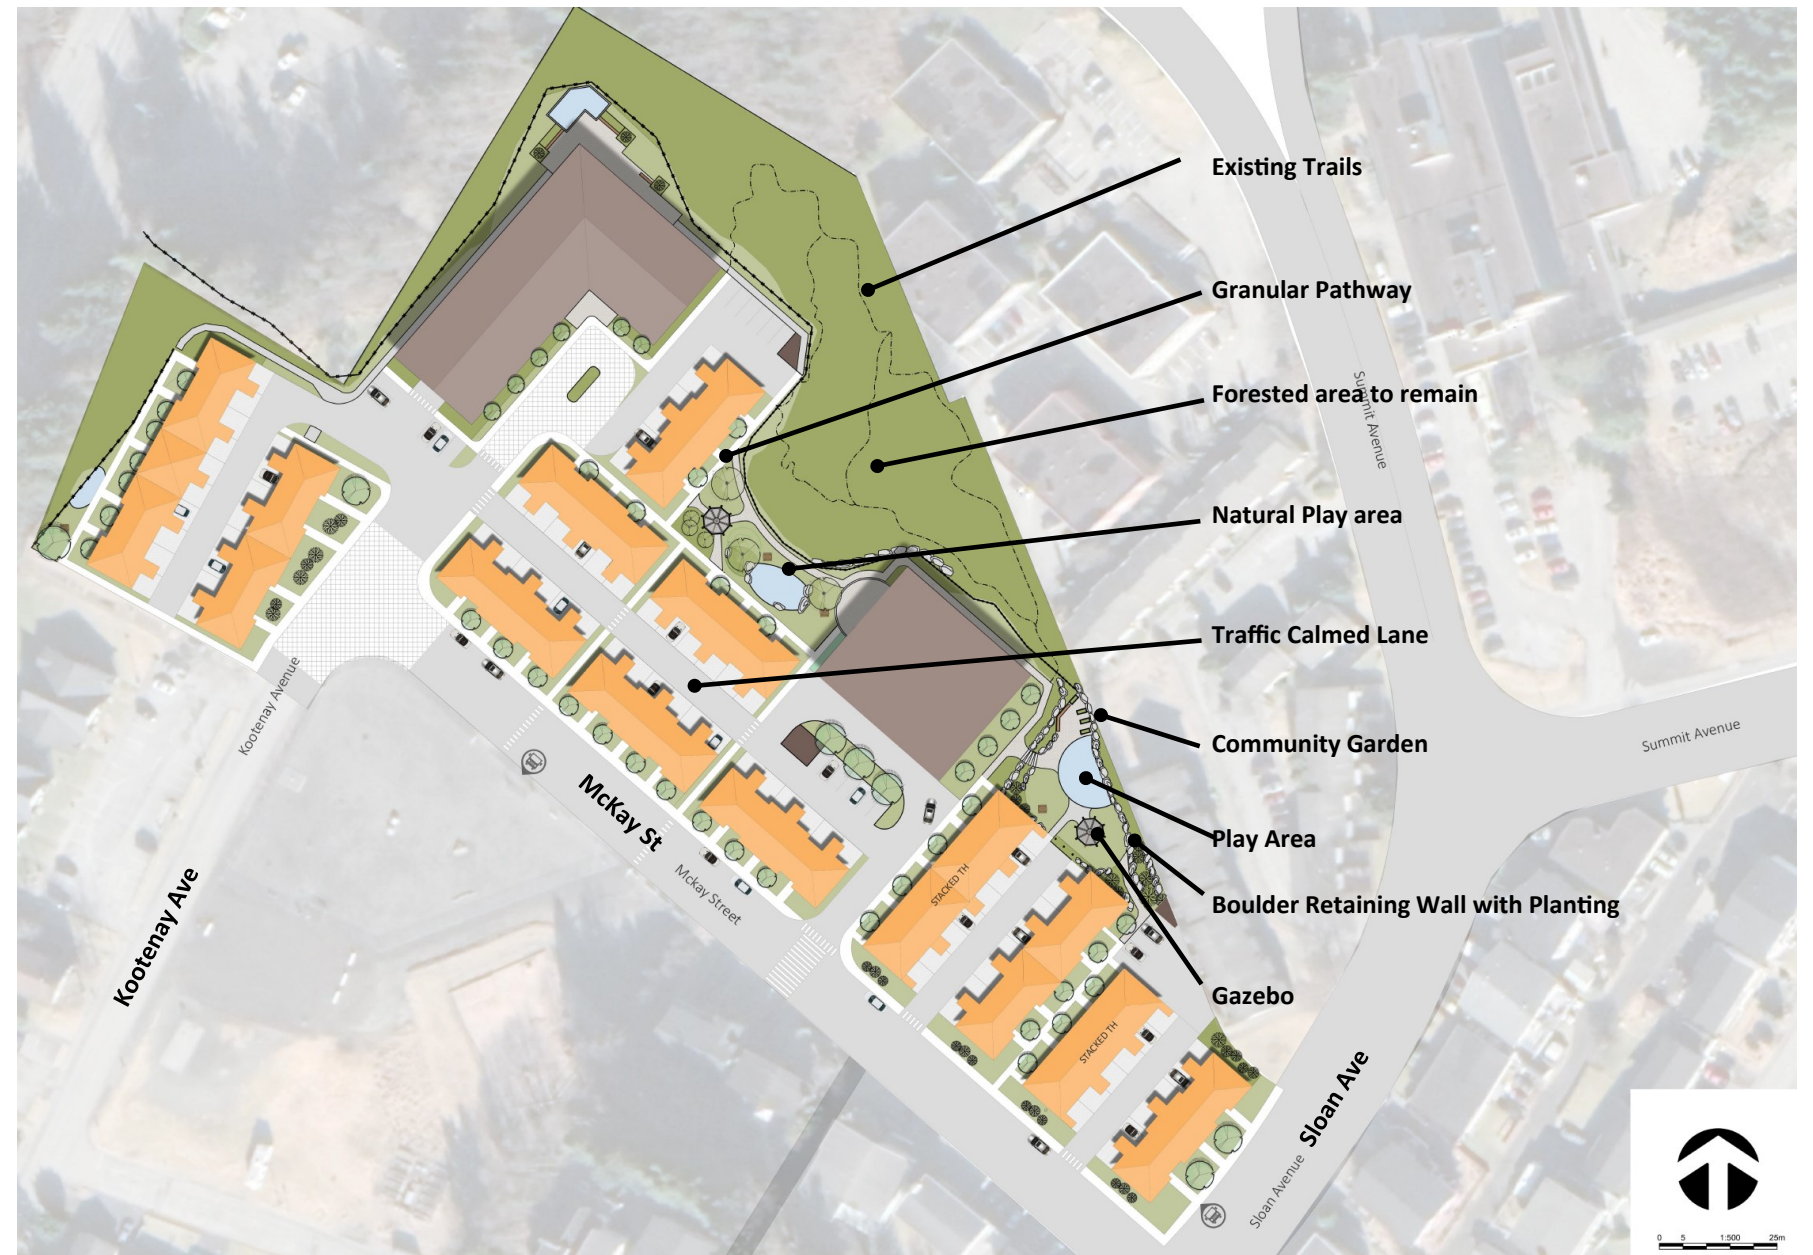 Existing Trails
Granular Pathway
Forested area to remain
Summit Avenue
Natural Play area
Traffic Calmed Lane
Kootenay Avenue
Community Garden
Summit Avenue
McKay St
Play Area
Mckay Street
STACKED TH
Boulder Retaining Wall with Planting
Kootenay Ave
Gazebo
STACKED TH
Sloan Ave
Sloan Avenue
0 5 1:500 25m